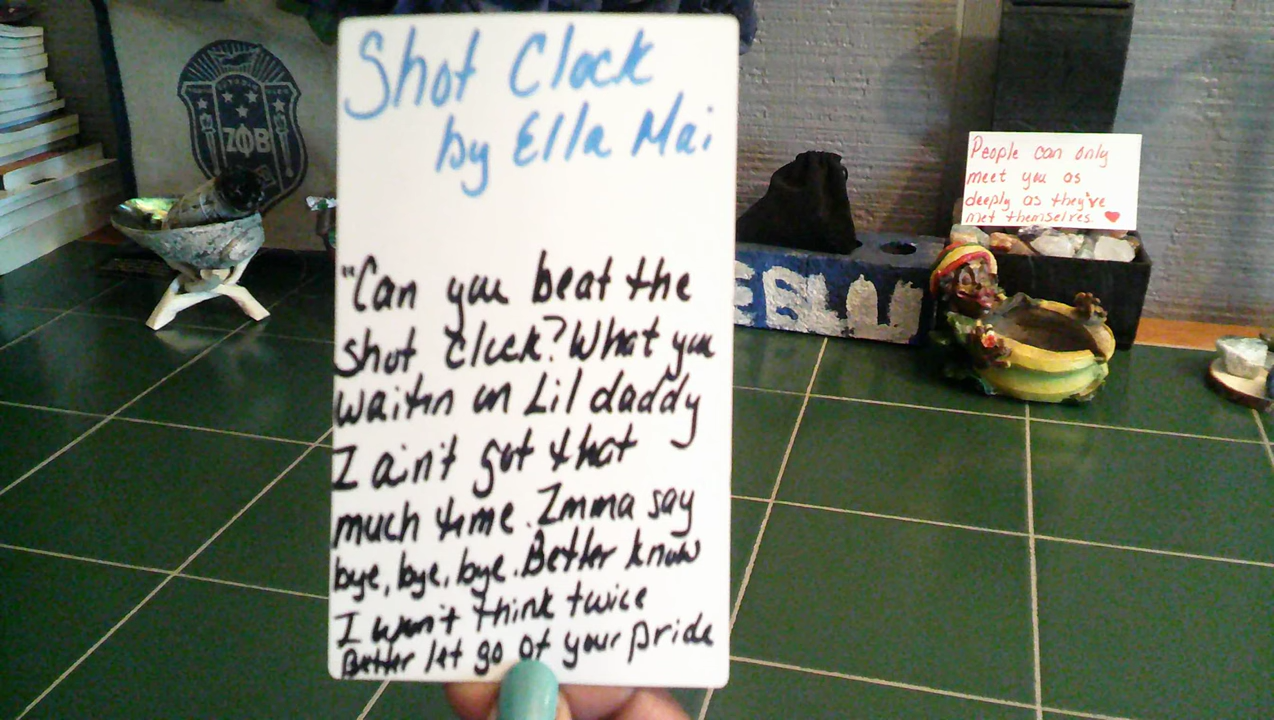 Shot Clock
by Ella Mai
"Can you beat the
shot clock? What you
waitin on Lil daddy
I ain't got that
much time. Imma say
bye, bye, bye. Better know
I won't think twice
Better let go of your pride
ZΦB
People can only
meet you as
deeply as they've
met themselves. ♥